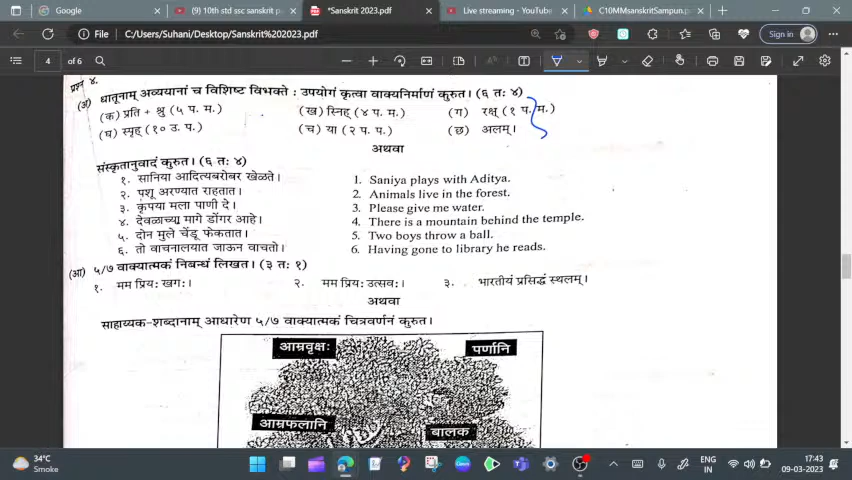 Google
(9) 10th std ssc sanskrit p
*Sanskrit 2023.pdf
Live streaming - YouTube
C10MMsanskritSampun.p
File C:/Users/Suhani/Desktop/Sanskrit%202023.pdf
Sign in
4 of 6
प्रश्न ४.
(अ) धातूनाम् अव्ययानां च विशिष्ट विभक्ते: उपयोगं कृत्वा वाक्यनिर्माणं कुरुत। (६ त: ४)
(क) प्रति + श्रु (५ प. म.) (ख) स्निह् (४ प. म.) (ग) रक्ष् (१ प. म.)
(घ) स्पृह् (१० उ. प.) (च) या (२ प. प.) (छ) अलम्।
अथवा
संस्कृतानुवादं कुरुत। (६ त: ४)
१. सानिया आदित्यबरोबर खेळते। 1. Saniya plays with Aditya.
२. पशू अरण्यात राहतात। 2. Animals live in the forest.
३. कृपया मला पाणी दे। 3. Please give me water.
४. देवळाच्या मागे डोंगर आहे। 4. There is a mountain behind the temple.
५. दोन मुले चेंडू फेकतात। 5. Two boys throw a ball.
६. तो वाचनालयात जाऊन वाचतो। 6. Having gone to library he reads.
(आ) ५/७ वाक्यात्मकं निबन्धं लिखत। (३ त: १)
१. मम प्रिय: खग:। २. मम प्रिय: उत्सव:। ३. भारतीयं प्रसिद्धं स्थलम्।
अथवा
साहाय्यक-शब्दानाम् आधारेण ५/७ वाक्यात्मकं चित्रवर्णनं कुरुत।
आम्रवृक्ष: पर्णानि
आम्रफलानि बालक
34°C
Smoke
ENG
IN
17:43
09-03-2023